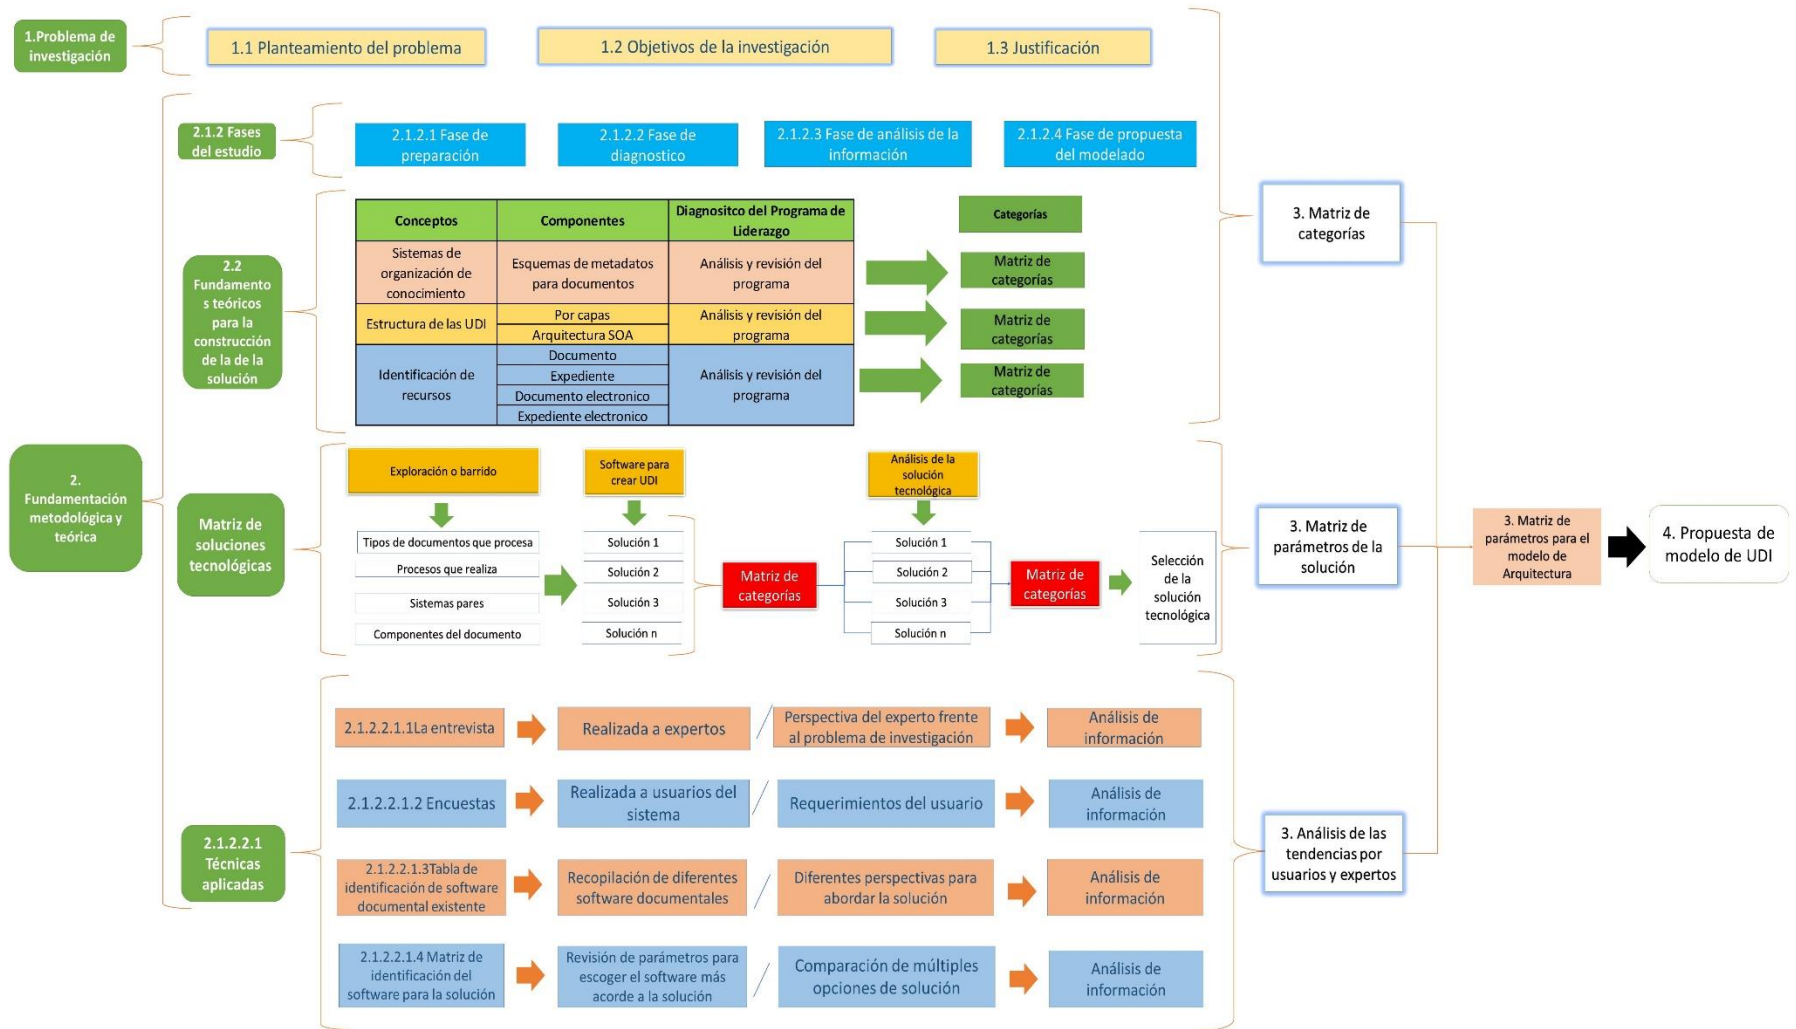 1.Problema de
investigación
1.1 Planteamiento del problema
1.2 Objetivos de la investigación
1.3 Justificación
2.
Fundamentación
metodológica y
teórica
2.1.2 Fases
del estudio
2.1.2.1 Fase de
preparación
2.1.2.2 Fase de
diagnostico
2.1.2.3 Fase de análisis de la
información
2.1.2.4 Fase de propuesta
del modelado
2.2
Fundamento
s teóricos
para la
construcción
de la de la
solución
Conceptos
Componentes
Diagnositco del Programa de
Liderazgo
Categorías
Sistemas de
organización de
conocimiento
Esquemas de metadatos
para documentos
Análisis y revisión del
programa
Matriz de
categorías
Estructura de las UDI
Por capas
Arquitectura SOA
Análisis y revisión del
programa
Matriz de
categorías
Identificación de
recursos
Documento
Expediente
Documento electronico
Expediente electronico
Análisis y revisión del
programa
Matriz de
categorías
3. Matriz de
categorías
Matriz de
soluciones
tecnológicas
Exploración o barrido
Tipos de documentos que procesa
Procesos que realiza
Sistemas pares
Componentes del documento
Software para
crear UDI
Solución 1
Solución 2
Solución 3
Solución n
Matriz de
categorías
Análisis de la
solución
tecnológica
Solución 1
Solución 2
Solución 3
Solución n
Matriz de
categorías
Selección
de la
solución
tecnológica
3. Matriz de
parámetros de la
solución
3. Matriz de
parámetros para el
modelo de
Arquitectura
4. Propuesta de
modelo de UDI
2.1.2.2.1
Técnicas
aplicadas
2.1.2.2.1.1La entrevista
Realizada a expertos
Perspectiva del experto frente
al problema de investigación
Análisis de
información
2.1.2.2.1.2 Encuestas
Realizada a usuarios del
sistema
Requerimientos del usuario
Análisis de
información
2.1.2.2.1.3Tabla de
identificación de software
documental existente
Recopilación de diferentes
software documentales
Diferentes perspectivas para
abordar la solución
Análisis de
información
2.1.2.2.1.4 Matriz de
identificación del
software para la solución
Revisión de parámetros para
escoger el software más
acorde a la solución
Comparación de múltiples
opciones de solución
Análisis de
información
3. Análisis de las
tendencias por
usuarios y expertos